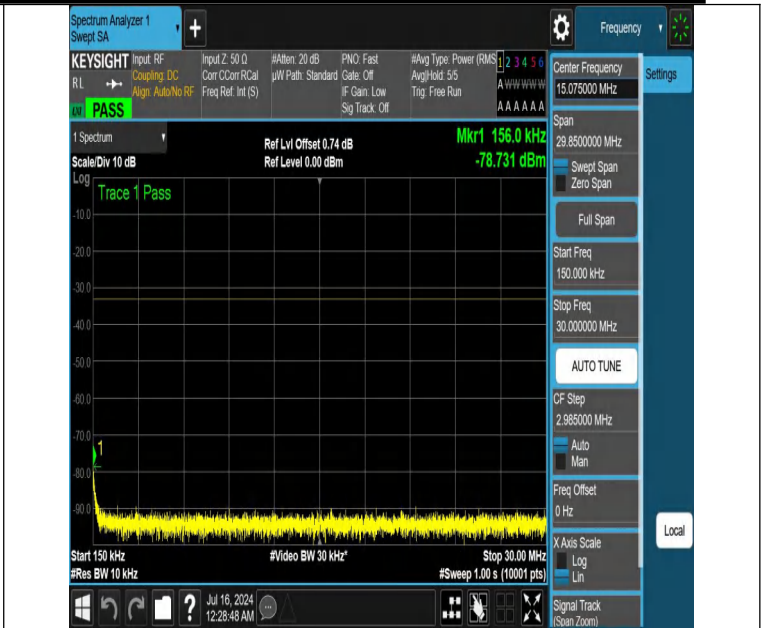 Spectrum Analyzer 1
Swept SA
+
Frequency
KEYSIGHT
RL
PASS
Input: RF
Coupling: DC
Align: Auto/No RF
Input Z: 50 Ω
Corr CCorr RCal
Freq Ref: Int (S)
#Atten: 20 dB
µW Path: Standard
PNO: Fast
Gate: Off
IF Gain: Low
Sig Track: Off
#Avg Type: Power (RMS
Avg|Hold: 5/5
Trig: Free Run
1 2 3 4 5 6
A W W W W W
A A A A A A
1 Spectrum
Scale/Div 10 dB
Ref Lvl Offset 0.74 dB
Ref Level 0.00 dBm
Mkr1 156.0 kHz
-78.731 dBm
Log
Trace 1 Pass
-10.0
-20.0
-30.0
-40.0
-50.0
-60.0
-70.0
1
-80.0
-90.0
Start 150 kHz
#Video BW 30 kHz*
Stop 30.00 MHz
#Res BW 10 kHz
#Sweep 1.00 s (10001 pts)
?
Jul 16, 2024
12:28:48 AM
Center Frequency
15.075000 MHz
Settings
Span
29.8500000 MHz
Swept Span
Zero Span
Full Span
Start Freq
150.000 kHz
Stop Freq
30.000000 MHz
AUTO TUNE
CF Step
2.985000 MHz
Auto
Man
Freq Offset
0 Hz
X Axis Scale
Log
Lin
Local
Signal Track
(Span Zoom)